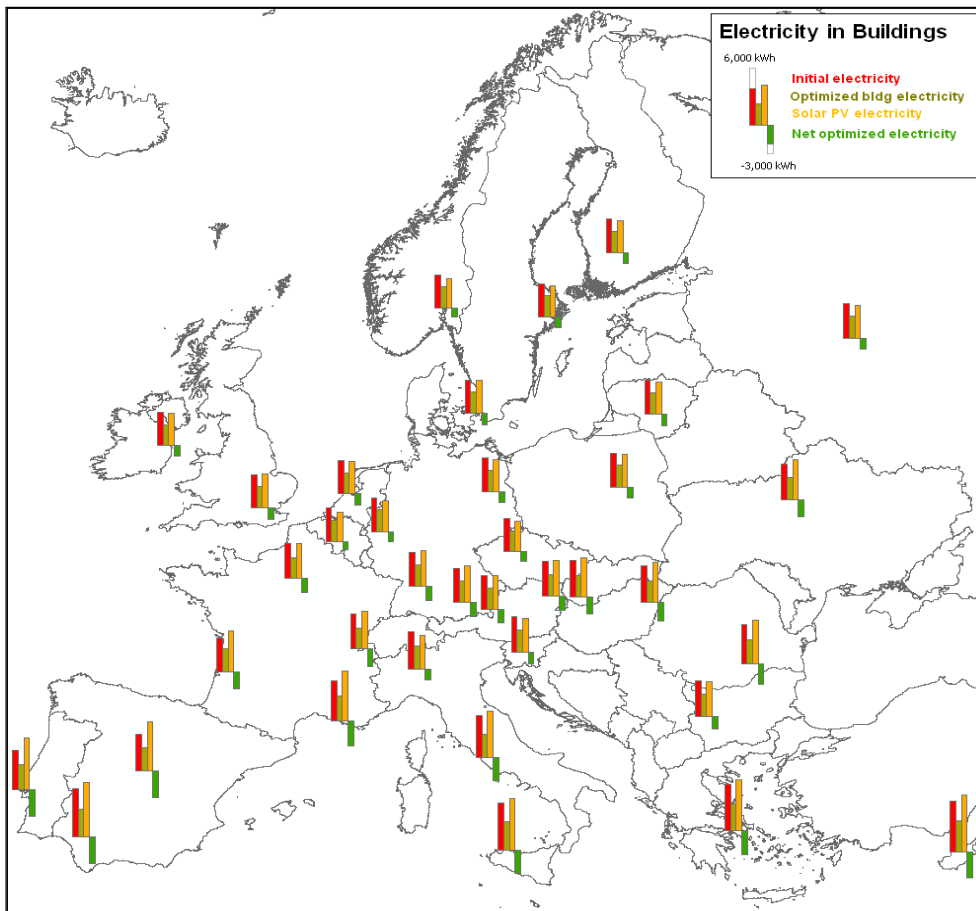 Electricity in Buildings
6,000 kWh
Initial electricity
Optimized bldg electricity
Solar PV electricity
Net optimized electricity
-3,000 kWh